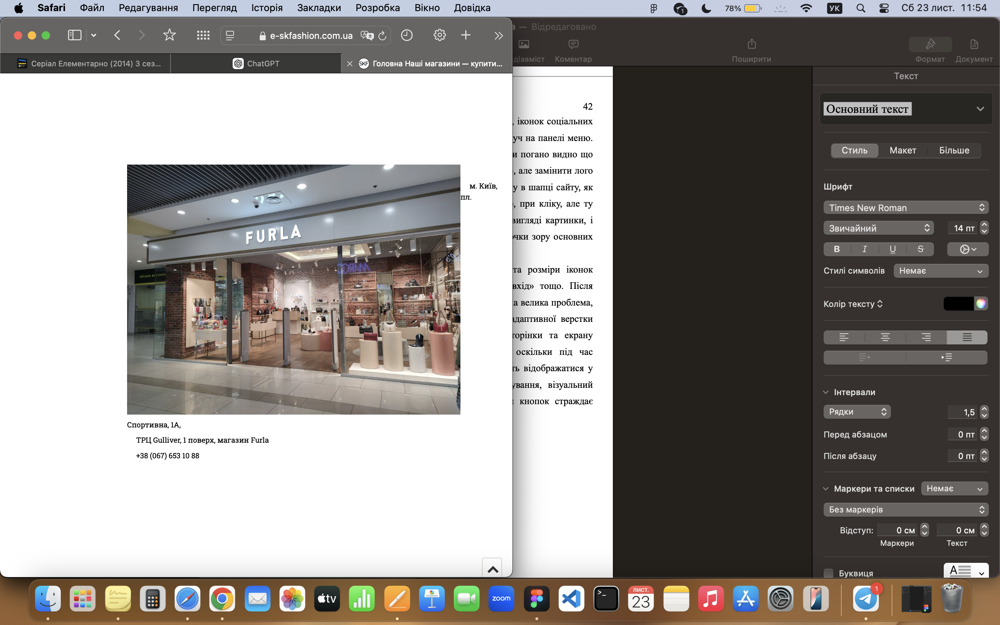 Safari Файл Редагування Перегляд Історія Закладки Розробка Вікно Довідка
1 78% УК Сб 23 лист. 11:54
e-skfashion.com.ua
Серіал Елементарно (2014) 3 сез...
ChatGPT
SKF Головна Наші магазини — купити...
— Відредаговано
Коментар
Поширити
Формат
Документ
FURLA
FURLA
м. Київ,
пл.
Спортивна, 1А,
ТРЦ Gulliver, 1 поверх, магазин Furla
+38 (067) 653 10 88
42
, іконок соціальних
уч на панелі меню.
и погано видно що
, але замінити лого
у в шапці сайту, як
, при кліку, але ту
вигляді картинки, і
очки зору основних
та розміри іконок
вхід» тощо. Після
на велика проблема,
адаптивної верстки
торінки та екрану
оскільки під час
ть відображатися у
ування, візуальний
кнопок страждає
Текст
Основний текст
Стиль Макет Більше
Шрифт
Times New Roman
Звичайний 14 пт
B I U S
Стилі символів Немає
Колір тексту
Інтервали
Рядки 1,5
Перед абзацом 0 пт
Після абзацу 0 пт
Маркери та списки Немає
Без маркерів
Відступ: 0 см 0 см
Маркери Текст
Буквиця A
tv
zoom
>_
ЛИСТ.
23
1